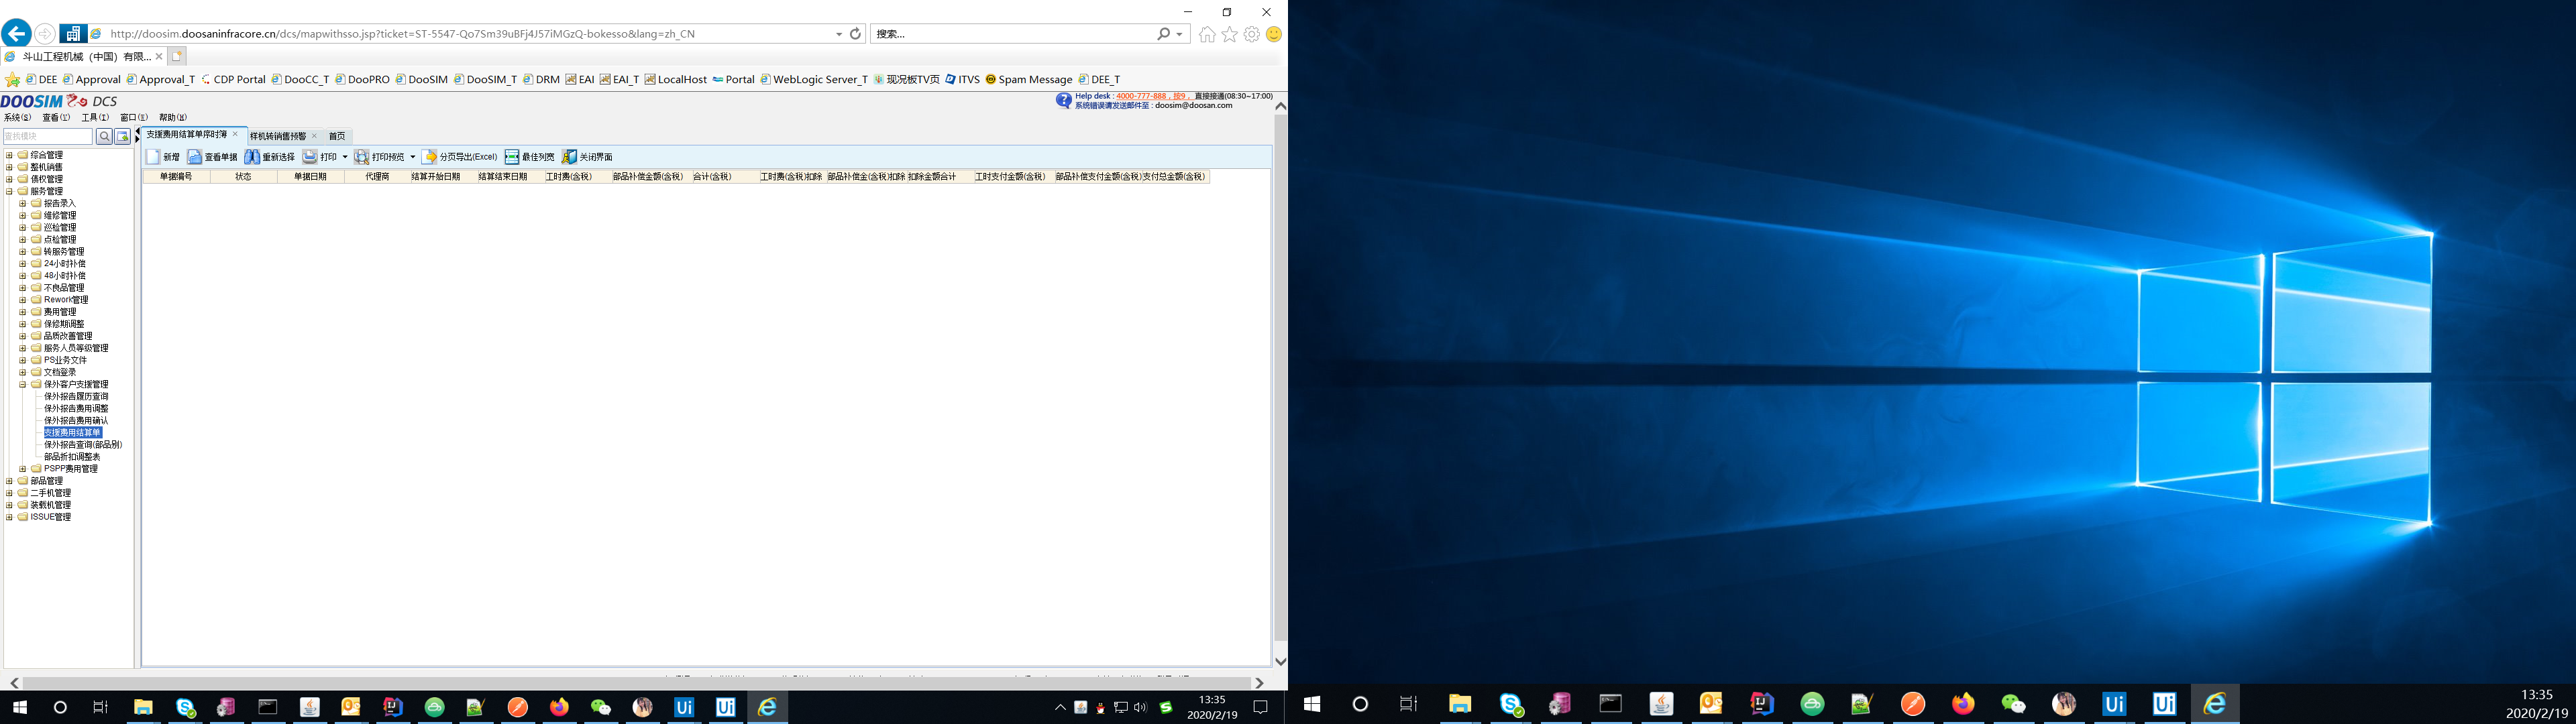 http://doosim.doosaninfracore.cn/dcs/mapwithsso.jsp?ticket=ST-5547-Qo7Sm39uBFj4J57iMGzQ-bokesso&lang=zh_CN
搜索...
斗山工程机械（中国）有限...
DEE Approval Approval_T CDP Portal DooCC_T DooPRO DooSIM DooSIM_T DRM EAI EAI_T LocalHost Portal WebLogic Server_T 现况板TV页 ITVS Spam Message DEE_T
DOOSIM DCS
Help desk : 4000-777-888，按9， 直接接通(08:30~17:00)
系统错误请发送邮件至 : doosim@doosan.com
系统(S) 查看(V) 工具(I) 窗口(E) 帮助(H)
查找模块
支援费用结算单序时簿 样机转销售预警 首页
新增 查看单据 重新选择 打印 打印预览 分页导出(Excel) 最佳列宽 关闭界面
单据编号 状态 单据日期 代理商 结算开始日期 结算结束日期 工时费(含税) 部品补偿金额(含税) 合计(含税) 工时费(含税)扣除 部品补偿金(含税)扣除 扣除金额合计 工时支付金额(含税) 部品补偿支付金额(含税) 支付总金额(含税)
综合管理
整机销售
债权管理
服务管理
报告录入
维修管理
巡检管理
点检管理
转服务管理
24小时补偿
48小时补偿
不良品管理
Rework管理
费用管理
保修期调整
品质改善管理
服务人员等级管理
PS业务文件
文档登录
保外客户支援管理
保外报告履历查询
保外报告费用调整
保外报告费用确认
支援费用结算单
保外报告查询(部品别)
部品折扣调整表
PSPP费用管理
部品管理
二手机管理
装载机管理
ISSUE管理
13:35
2020/2/19
13:35
2020/2/19